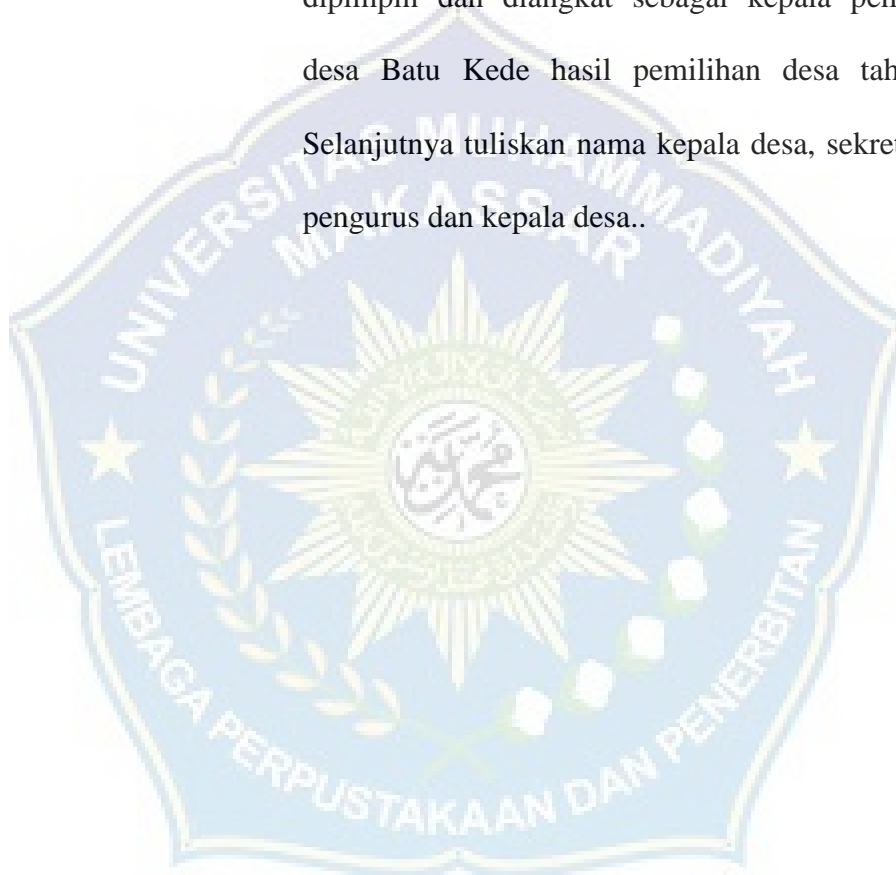 dipimpin dan diangkat sebagai kepala pen
desa Batu Kede hasil pemilihan desa tah
Selanjutnya tuliskan nama kepala desa, sekret
pengurus dan kepala desa..
UNIVERSITAS MUHAMMADIYAH
MAKASSAR
LEMBAGA PERPUSTAKAAN DAN PENERBITAN